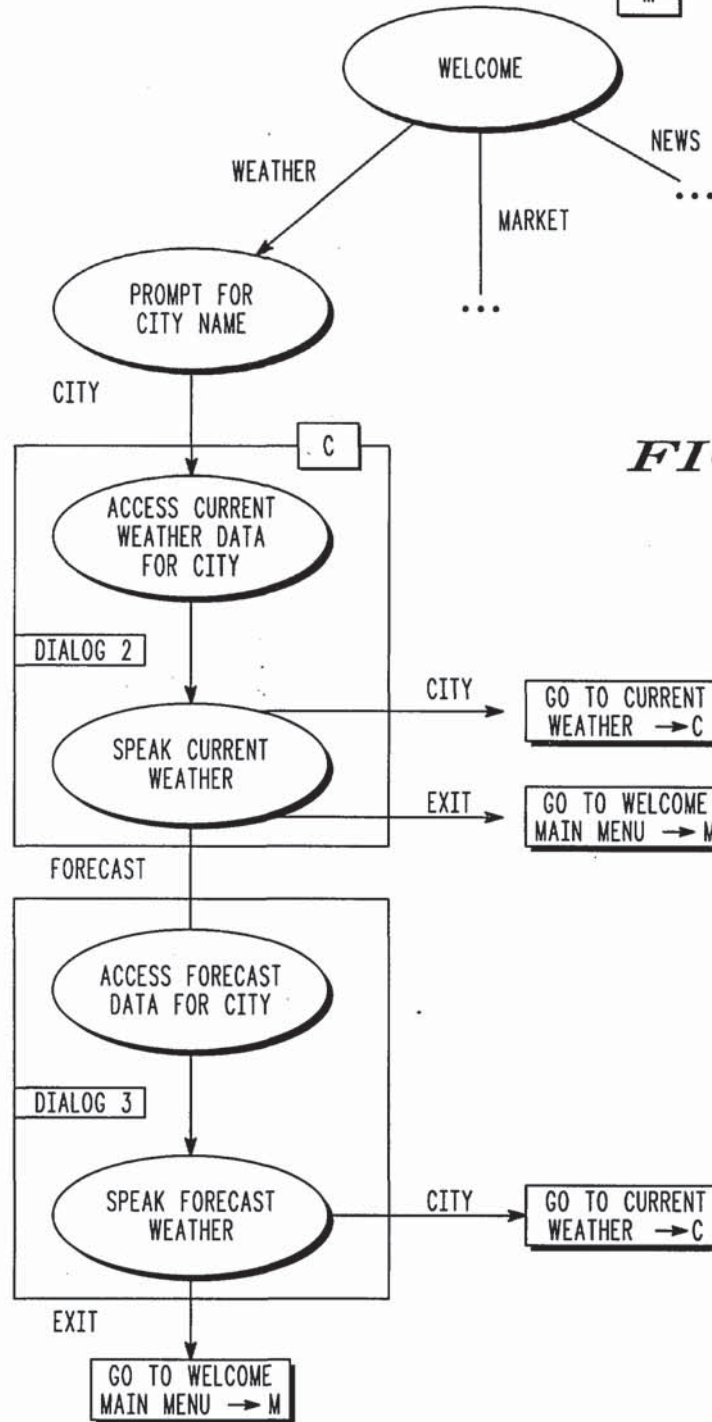 WELCOME
NEWS
WEATHER
...
MARKET
...
PROMPT FOR
CITY NAME
CITY
C
ACCESS CURRENT
WEATHER DATA
FOR CITY
DIALOG 2
CITY
GO TO CURRENT
WEATHER → C
SPEAK CURRENT
WEATHER
EXIT
GO TO WELCOME
MAIN MENU → M
FORECAST
ACCESS FORECAST
DATA FOR CITY
DIALOG 3
SPEAK FORECAST
WEATHER
CITY
GO TO CURRENT
WEATHER → C
EXIT
GO TO WELCOME
MAIN MENU → M